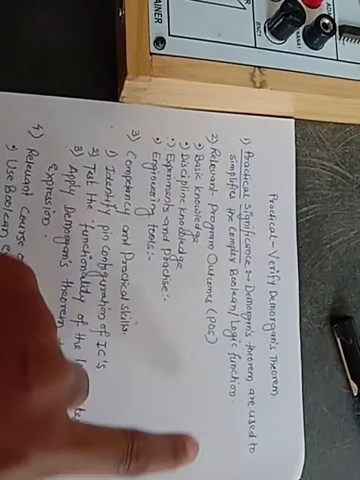 Practical - Verify Demorgan's Theorem
1) Practical Significance :- Demorgan's theorem are used to
simplifies the Complex Boolean/Logic function.
2) Relevant Program Outcomes (POs)
• Basic knowledge
• Discipline knowledge
• Experiments and practise:-
• Engineering tools:-
3) Competency and Practical skills.
1) Identify pin configuration of IC's
2) Test the functionality of the
3) Apply Demorgan's theorem
expression.
4) Relevant Course
• Use Boolean
AINER